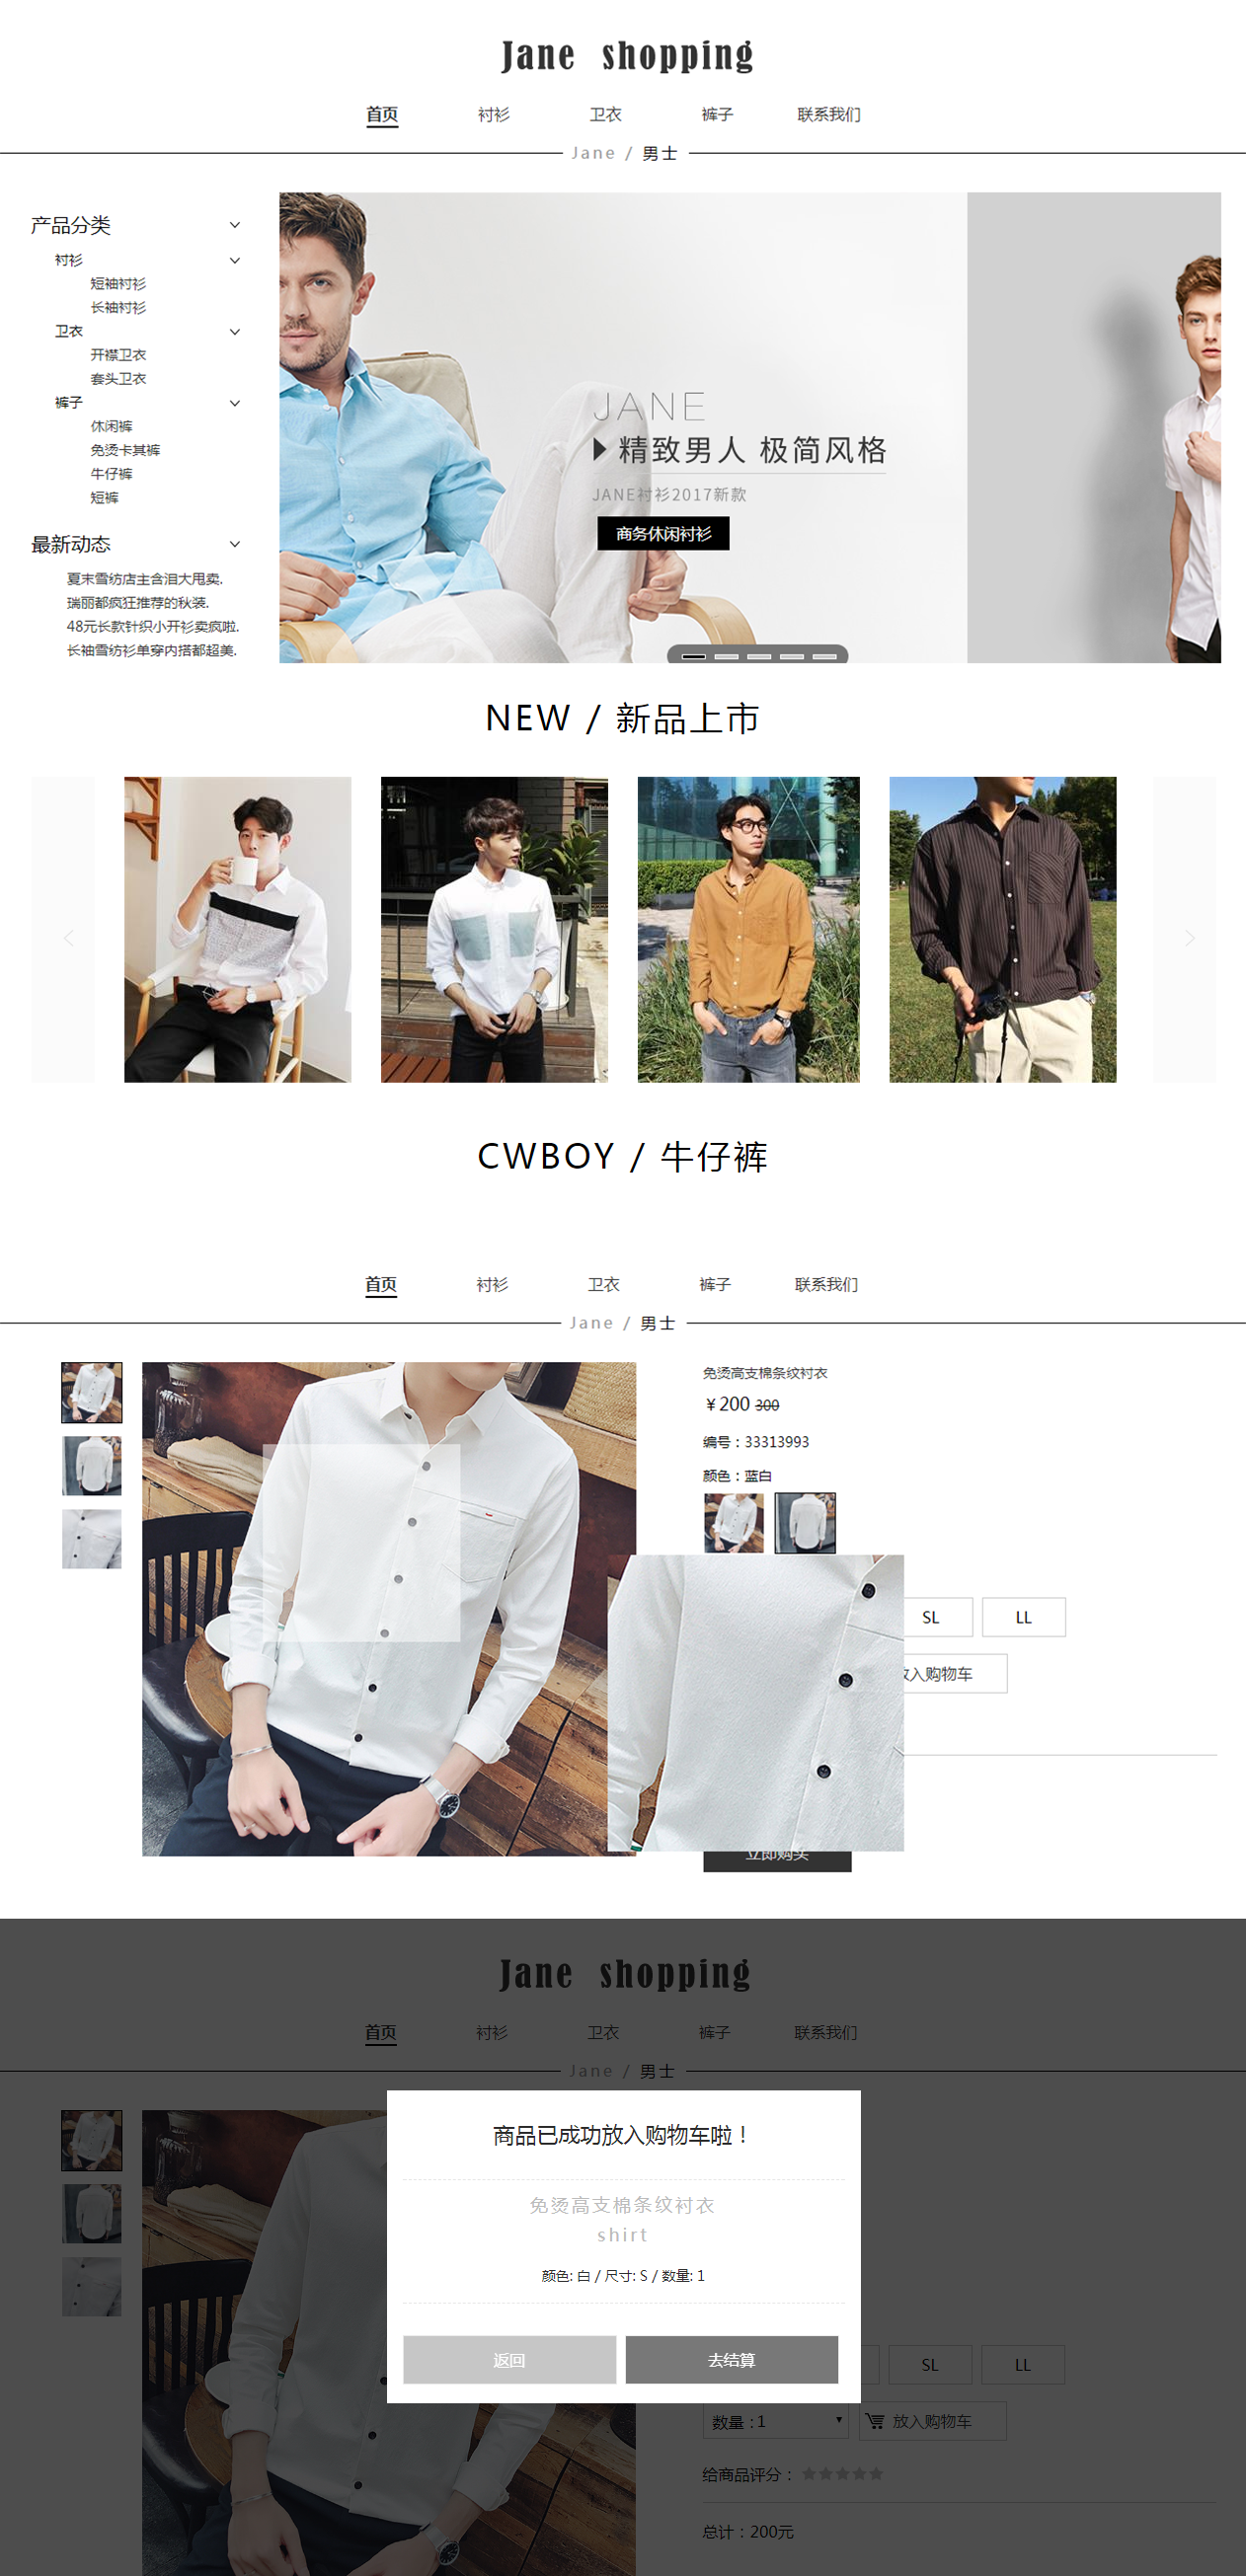 Jane shopping
首页 衬衫 卫衣 裤子 联系我们
Jane / 男士
产品分类
衬衫
短袖衬衫
长袖衬衫
卫衣
开襟卫衣
套头卫衣
裤子
休闲裤
免烫卡其裤
牛仔裤
短裤
最新动态
夏末雪纺店主含泪大甩卖.
瑞丽都疯狂推荐的秋装.
48元长款针织小开衫卖疯啦.
长袖雪纺衫单穿内搭都超美.
JANE
精致男人 极简风格
JANE衬衫2017新款
商务休闲衬衫
NEW / 新品上市
CWBOY / 牛仔裤
首页 衬衫 卫衣 裤子 联系我们
Jane / 男士
免烫高支棉条纹衬衣
￥200 300
编号：33313993
颜色：蓝白
SL LL
放入购物车
立即购买
Jane shopping
首页 衬衫 卫衣 裤子 联系我们
Jane / 男士
商品已成功放入购物车啦！
免烫高支棉条纹衬衣
shirt
颜色: 白 / 尺寸: S / 数量: 1
返回 去结算
SL LL
数量：1 放入购物车
给商品评分：
总计：200元